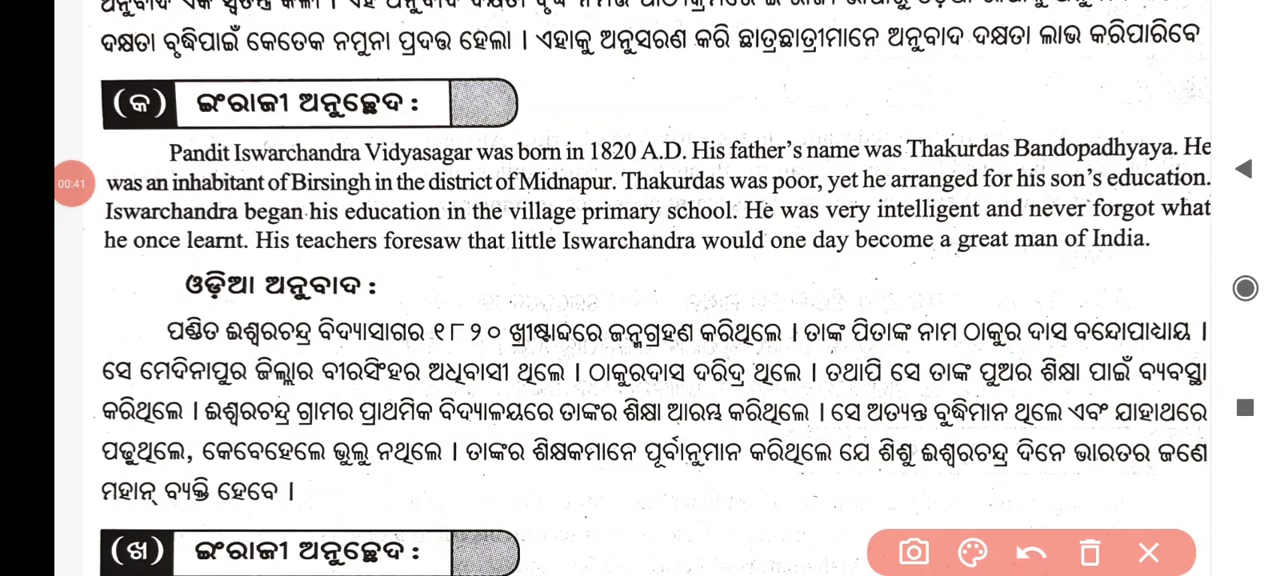 ଦକ୍ଷତା ବୃଦ୍ଧିପାଇଁ କେତେକ ନମୁନା ପ୍ରଦତ୍ତ ହେଲା । ଏହାକୁ ଅନୁସରଣ କରି ଛାତ୍ରଛାତ୍ରୀମାନେ ଅନୁବାଦ ଦକ୍ଷତା ଲାଭ କରିପାରିବେ
(କ) ଇଂରାଜୀ ଅନୁଚ୍ଛେଦ :
Pandit Iswarchandra Vidyasagar was born in 1820 A.D. His father's name was Thakurdas Bandopadhyaya. He
00:41
was an inhabitant of Birsingh in the district of Midnapur. Thakurdas was poor, yet he arranged for his son's education.
Iswarchandra began his education in the village primary school. He was very intelligent and never forgot what
he once learnt. His teachers foresaw that little Iswarchandra would one day become a great man of India.
ଓଡ଼ିଆ ଅନୁବାଦ :
ପଣ୍ଡିତ ଈଶ୍ୱରଚନ୍ଦ୍ର ବିଦ୍ୟାସାଗର ୧୮୨୦ ଖ୍ରୀଷ୍ଟାବ୍ଦରେ ଜନ୍ମଗ୍ରହଣ କରିଥିଲେ । ତାଙ୍କ ପିତାଙ୍କ ନାମ ଠାକୁର ଦାସ ବନ୍ଦୋପାଧ୍ୟାୟ ।
ସେ ମେଦିନାପୁର ଜିଲ୍ଲାର ବୀରସିଂହର ଅଧିବାସୀ ଥିଲେ । ଠାକୁରଦାସ ଦରିଦ୍ର ଥିଲେ । ତଥାପି ସେ ତାଙ୍କ ପୁଅର ଶିକ୍ଷା ପାଇଁ ବ୍ୟବସ୍ଥା
କରିଥିଲେ । ଈଶ୍ୱରଚନ୍ଦ୍ର ଗ୍ରାମର ପ୍ରାଥମିକ ବିଦ୍ୟାଳୟରେ ତାଙ୍କର ଶିକ୍ଷା ଆରମ୍ଭ କରିଥିଲେ । ସେ ଅତ୍ୟନ୍ତ ବୁଦ୍ଧିମାନ ଥିଲେ ଏବଂ ଯାହାଥରେ
ପଢୁଥିଲେ, କେବେହେଲେ ଭୁଲୁ ନଥିଲେ । ତାଙ୍କର ଶିକ୍ଷକମାନେ ପୂର୍ବାନୁମାନ କରିଥିଲେ ଯେ ଶିଶୁ ଈଶ୍ୱରଚନ୍ଦ୍ର ଦିନେ ଭାରତର ଜଣେ
ମହାନ୍ ବ୍ୟକ୍ତି ହେବେ ।
(ଖ) ଇଂରାଜୀ ଅନୁଚ୍ଛେଦ :